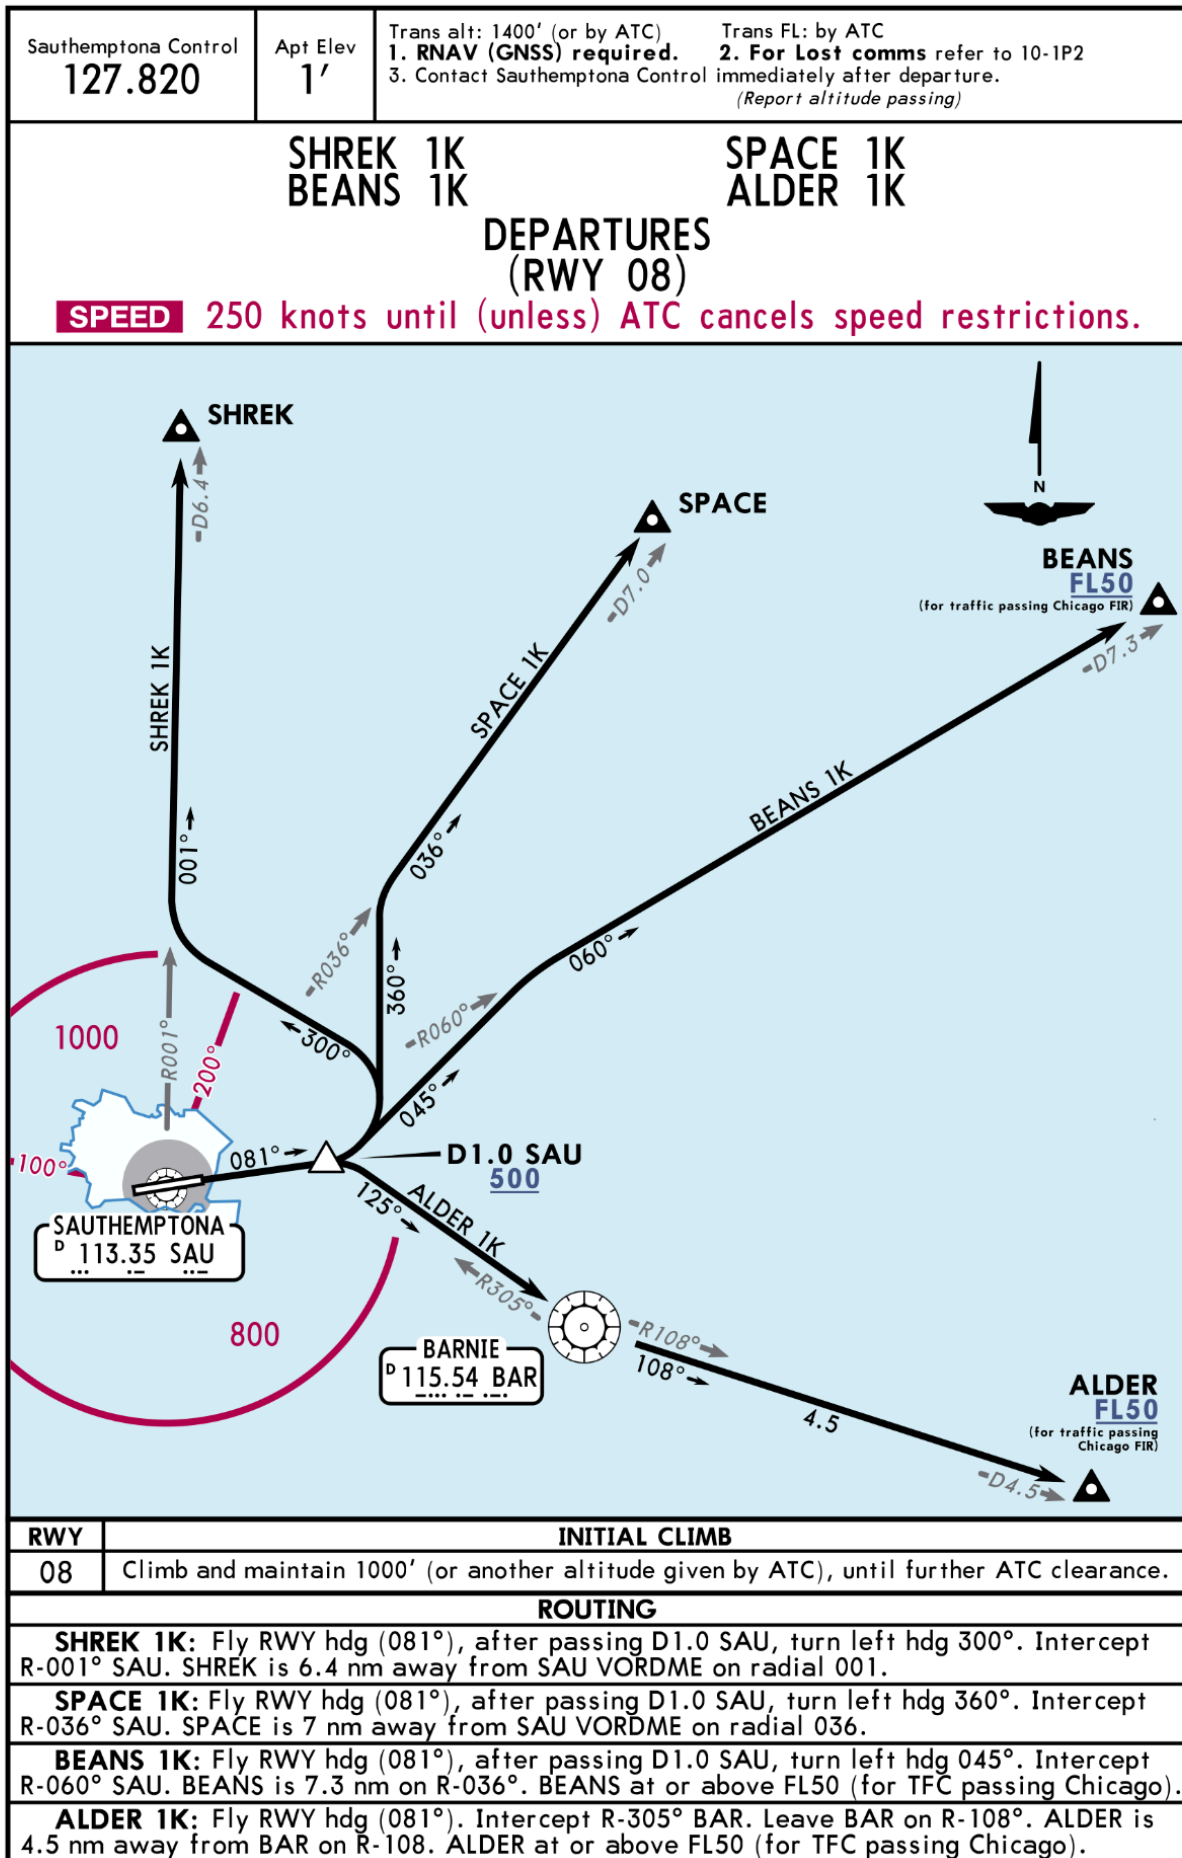 Sauthemptona Control
127.820
Apt Elev
1'
Trans alt: 1400' (or by ATC) Trans FL: by ATC
1. RNAV (GNSS) required. 2. For Lost comms refer to 10-1P2
3. Contact Sauthemptona Control immediately after departure.
(Report altitude passing)
SHREK 1K SPACE 1K
BEANS 1K ALDER 1K
DEPARTURES
(RWY 08)
SPEED 250 knots until (unless) ATC cancels speed restrictions.
SHREK
D6.4
SHREK 1K
001°
SPACE
D7.0
SPACE 1K
036°
R036°
360°
N
BEANS
FL50
(for traffic passing Chicago FIR)
D7.3
BEANS 1K
060°
R060°
045°
300°
1000
R001°
200°
100°
081°
D1.0 SAU
500
SAUTHEMPTONA
D 113.35 SAU
125°
ALDER 1K
R305°
800
BARNIE
D 115.54 BAR
R108°
108°
4.5
ALDER
FL50
(for traffic passing
Chicago FIR)
D4.5
RWY INITIAL CLIMB
08 Climb and maintain 1000' (or another altitude given by ATC), until further ATC clearance.
ROUTING
SHREK 1K: Fly RWY hdg (081°), after passing D1.0 SAU, turn left hdg 300°. Intercept
R-001° SAU. SHREK is 6.4 nm away from SAU VORDME on radial 001.
SPACE 1K: Fly RWY hdg (081°), after passing D1.0 SAU, turn left hdg 360°. Intercept
R-036° SAU. SPACE is 7 nm away from SAU VORDME on radial 036.
BEANS 1K: Fly RWY hdg (081°), after passing D1.0 SAU, turn left hdg 045°. Intercept
R-060° SAU. BEANS is 7.3 nm on R-036°. BEANS at or above FL50 (for TFC passing Chicago).
ALDER 1K: Fly RWY hdg (081°). Intercept R-305° BAR. Leave BAR on R-108°. ALDER is
4.5 nm away from BAR on R-108. ALDER at or above FL50 (for TFC passing Chicago).